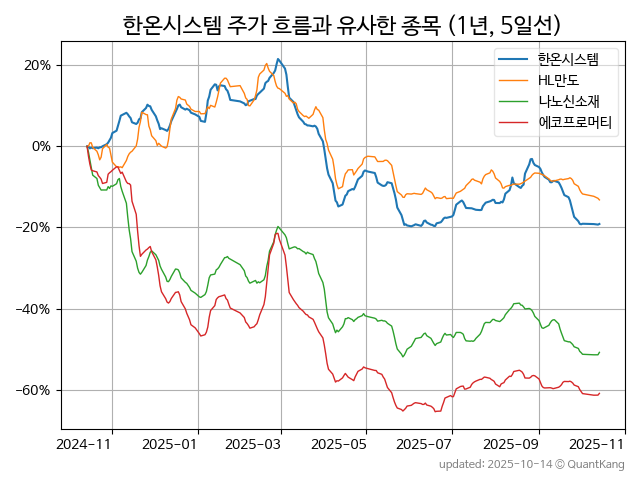 한온시스템 주가 흐름과 유사한 종목 (1년, 5일선)
한온시스템
HL만도
나노신소재
에코프로머티
20%
0%
−20%
−40%
−60%
2024-11 2025-01 2025-03 2025-05 2025-07 2025-09 2025-11
updated: 2025-10-14 © QuantKang